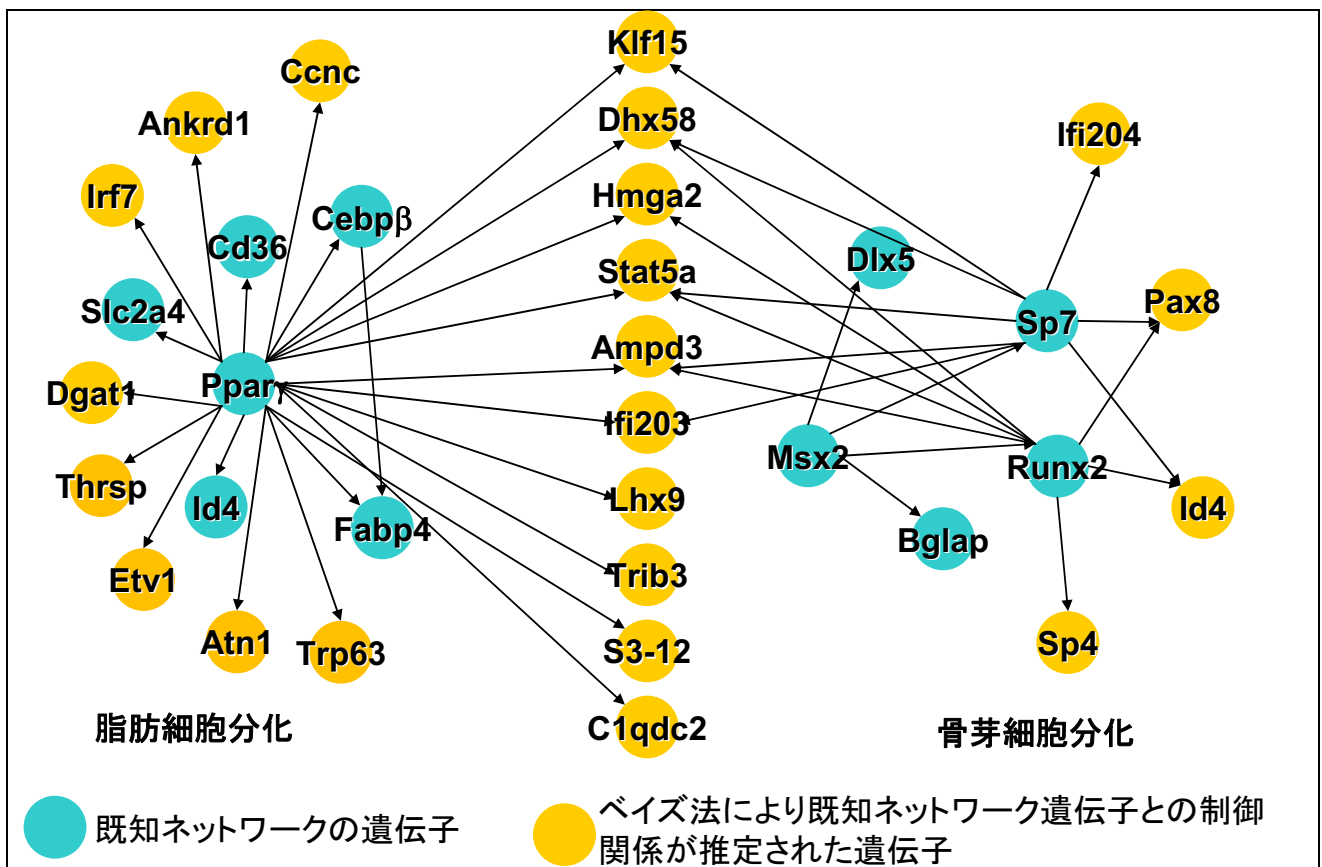 Klf15
Ccnc
Dhx58
Ankrd1
Ifi204
Irf7
Hmga2
Cebpβ
Cd36
Dlx5
Stat5a
Slc2a4
Pax8
Sp7
Ampd3
Pparγ
Dgat1
Ifi203
Msx2
Runx2
Thrsp
Lhx9
Id4
Id4
Fabp4
Bglap
Etv1
Trib3
Atn1
Trp63
S3-12
Sp4
C1qdc2
脂肪細胞分化
骨芽細胞分化
既知ネットワークの遺伝子
ベイズ法により既知ネットワーク遺伝子との制御
関係が推定された遺伝子